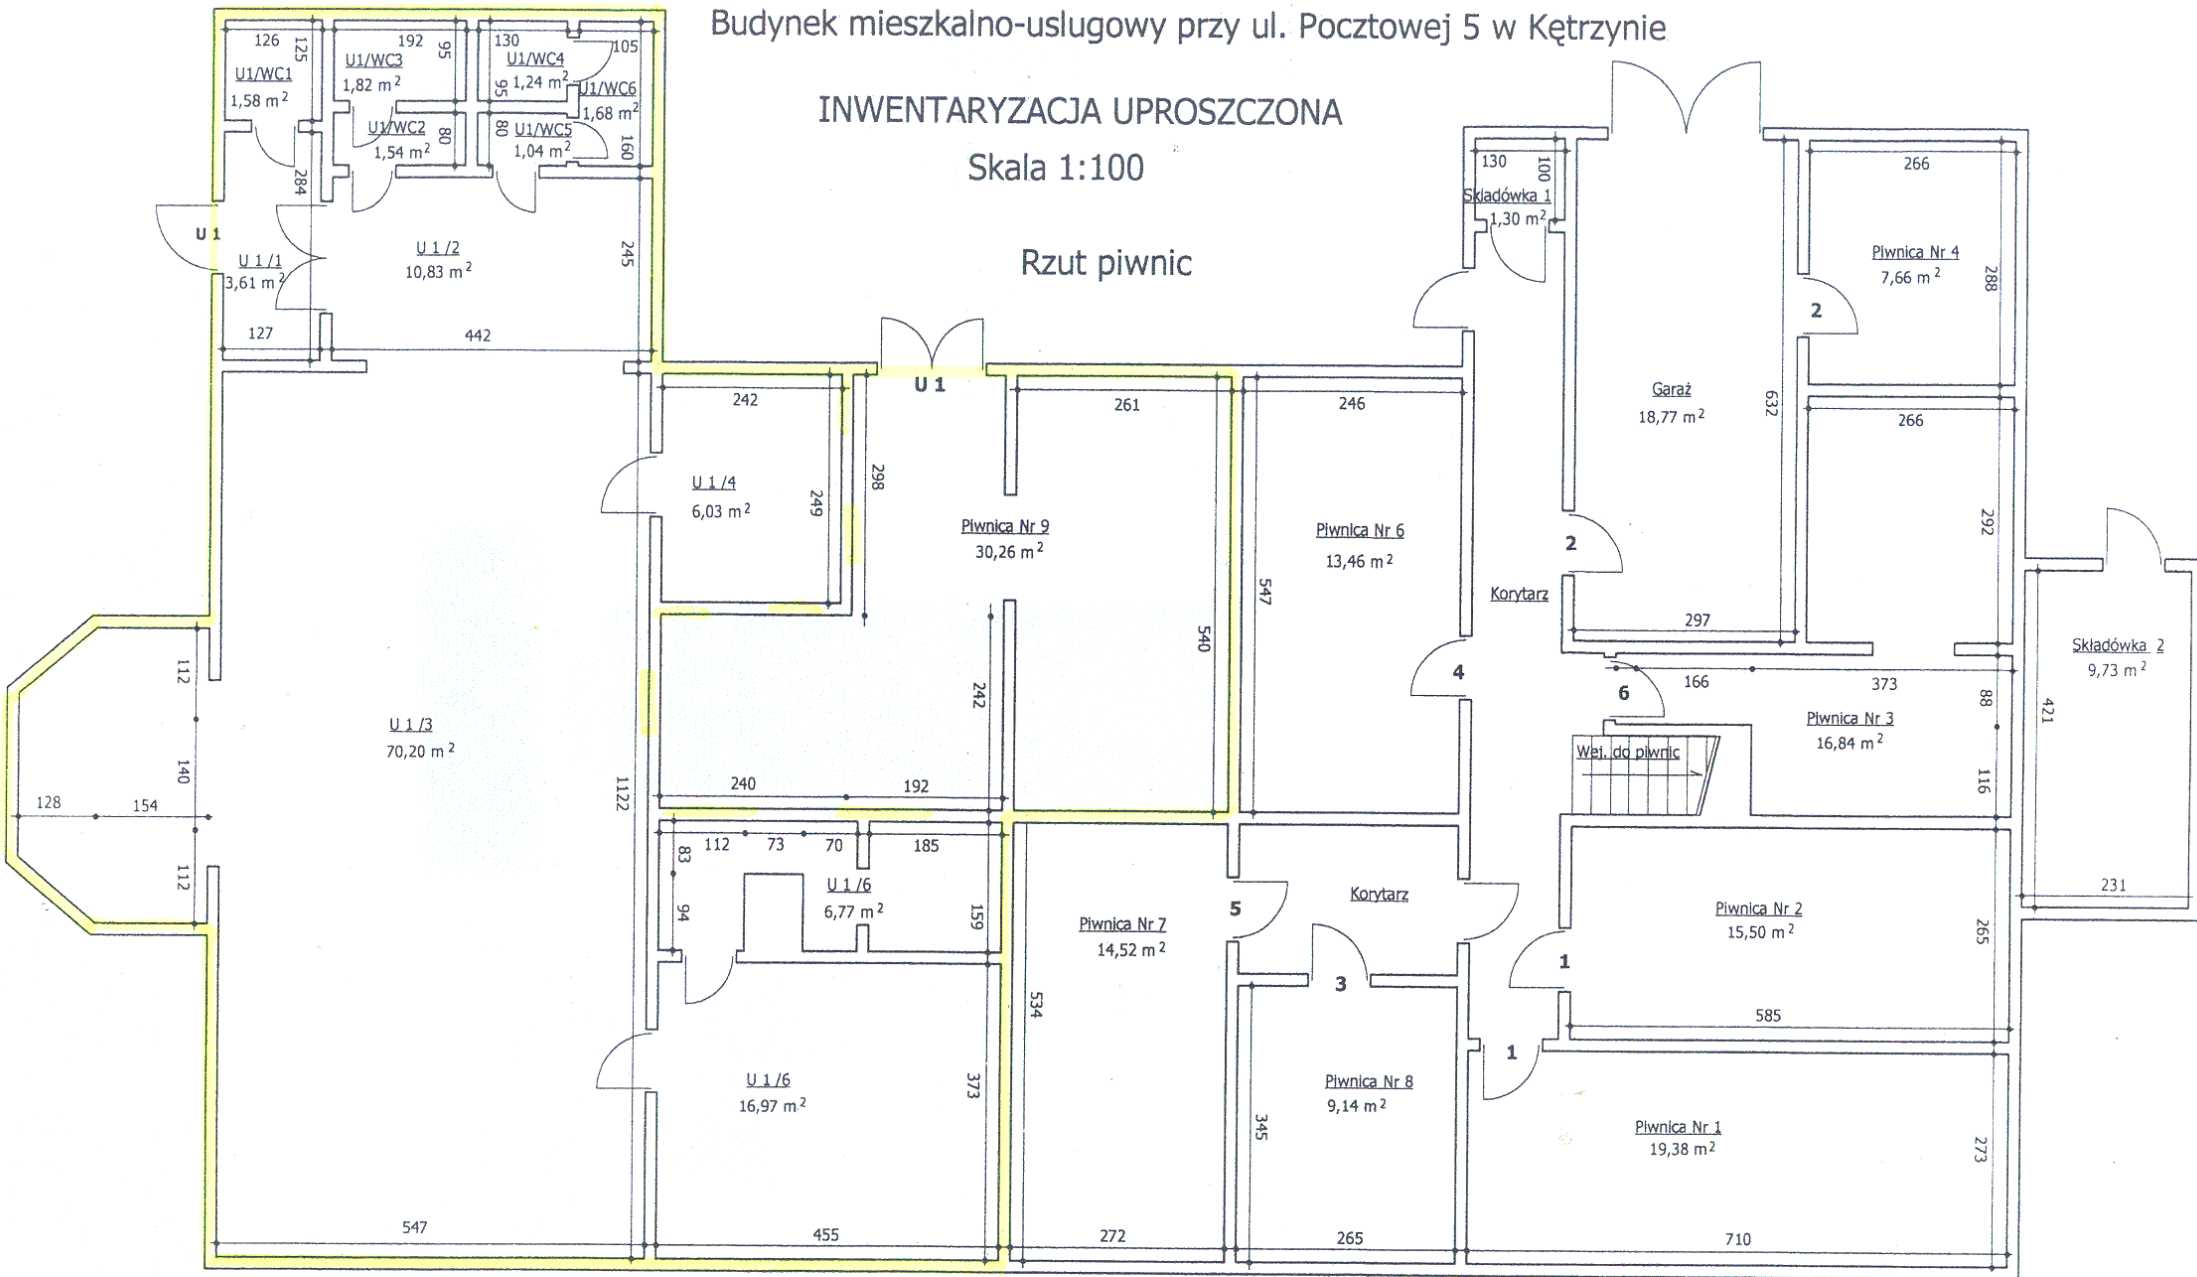 Budynek mieszkalno-uslugowy przy ul. Pocztowej 5 w Kętrzynie
INWENTARYZACJA UPROSZCZONA
Skala 1:100
Rzut piwnic
126
125
192
95
130
105
U1/WC1
1,58 m²
U1/WC3
1,82 m²
U1/WC4
1,24 m²
95
U1/WC6
1,68 m²
U1/WC2
1,54 m²
80
80
U1/WC5
1,04 m²
160
284
U 1
U 1 /1
3,61 m²
U 1 /2
10,83 m²
245
127
442
242
U 1 /4
6,03 m²
249
U 1
298
261
Piwnica Nr 9
30,26 m²
540
242
240
192
246
Piwnica Nr 6
13,46 m²
547
4
130
100
Składówka 1
1,30 m²
Korytarz
Garaż
18,77 m²
632
297
2
266
Piwnica Nr 4
7,66 m²
288
2
266
292
6
166
373
88
Piwnica Nr 3
16,84 m²
116
Wej. do piwnic
Składówka 2
9,73 m²
421
231
112
140
128
154
112
U 1 /3
70,20 m²
1122
547
112
73
70
185
83
94
U 1 /6
6,77 m²
159
U 1 /6
16,97 m²
373
455
Piwnica Nr 7
14,52 m²
534
272
5
Korytarz
3
Piwnica Nr 8
9,14 m²
345
265
1
Piwnica Nr 2
15,50 m²
265
585
1
Piwnica Nr 1
19,38 m²
273
710